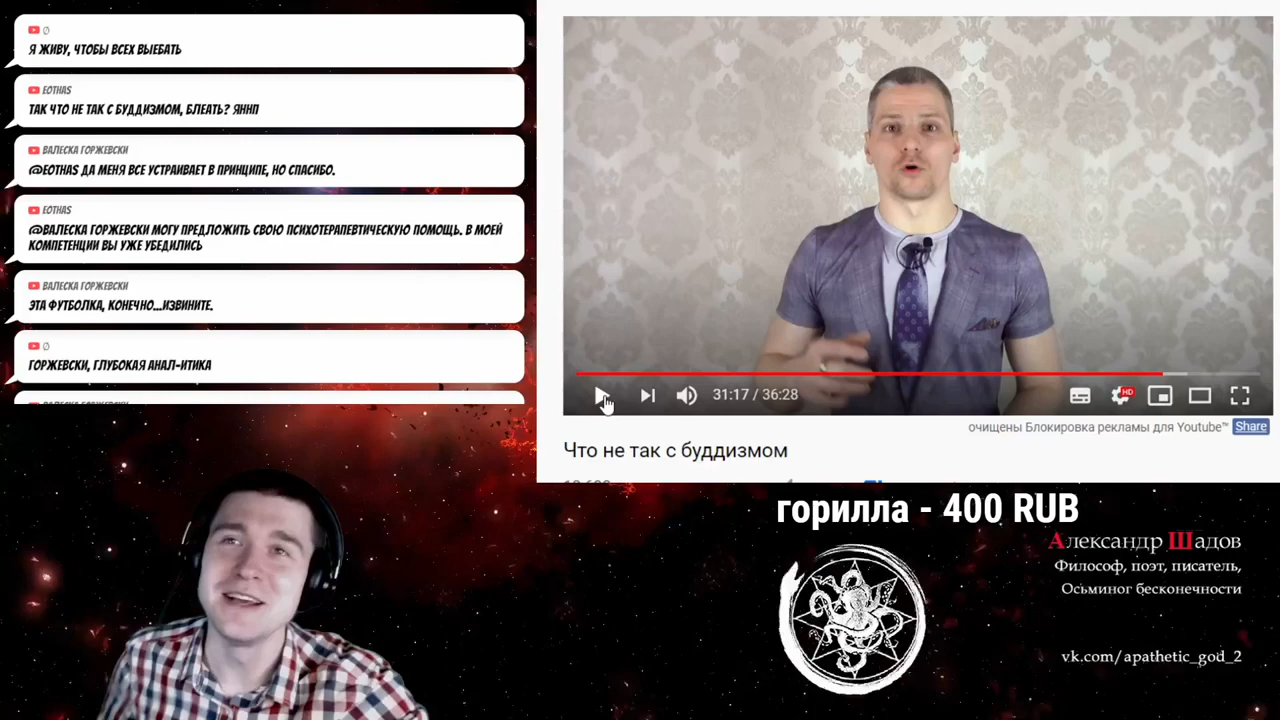 Ø
Я ЖИВУ, ЧТОБЫ ВСЕХ ВЫЕБАТЬ
EOTHAS
ТАК ЧТО НЕ ТАК С БУДДИЗМОМ, БЛЕАТЬ? ЯННП
ВАЛЕСКА ГОРЖЕВСКИ
@EOTHAS ДА МЕНЯ ВСЕ УСТРАИВАЕТ В ПРИНЦИПЕ, НО СПАСИБО.
EOTHAS
@ВАЛЕСКА ГОРЖЕВСКИ МОГУ ПРЕДЛОЖИТЬ СВОЮ ПСИХОТЕРАПЕВТИЧЕСКУЮ ПОМОЩЬ. В МОЕЙ
КОМПЕТЕНЦИИ ВЫ УЖЕ УБЕДИЛИСЬ
ВАЛЕСКА ГОРЖЕВСКИ
ЭТА ФУТБОЛКА, КОНЕЧНО...ИЗВИНИТЕ.
Ø
ГОРЖЕВСКИ, ГЛУБОКАЯ АНАЛ-ИТИКА
31:17 / 36:28
HD
очищены Блокировка рекламы для Youtube™ Share
Что не так с буддизмом
горилла - 400 RUB
Александр Шадов
Философ, поэт, писатель,
Осьминог бесконечности
vk.com/apathetic_god_2